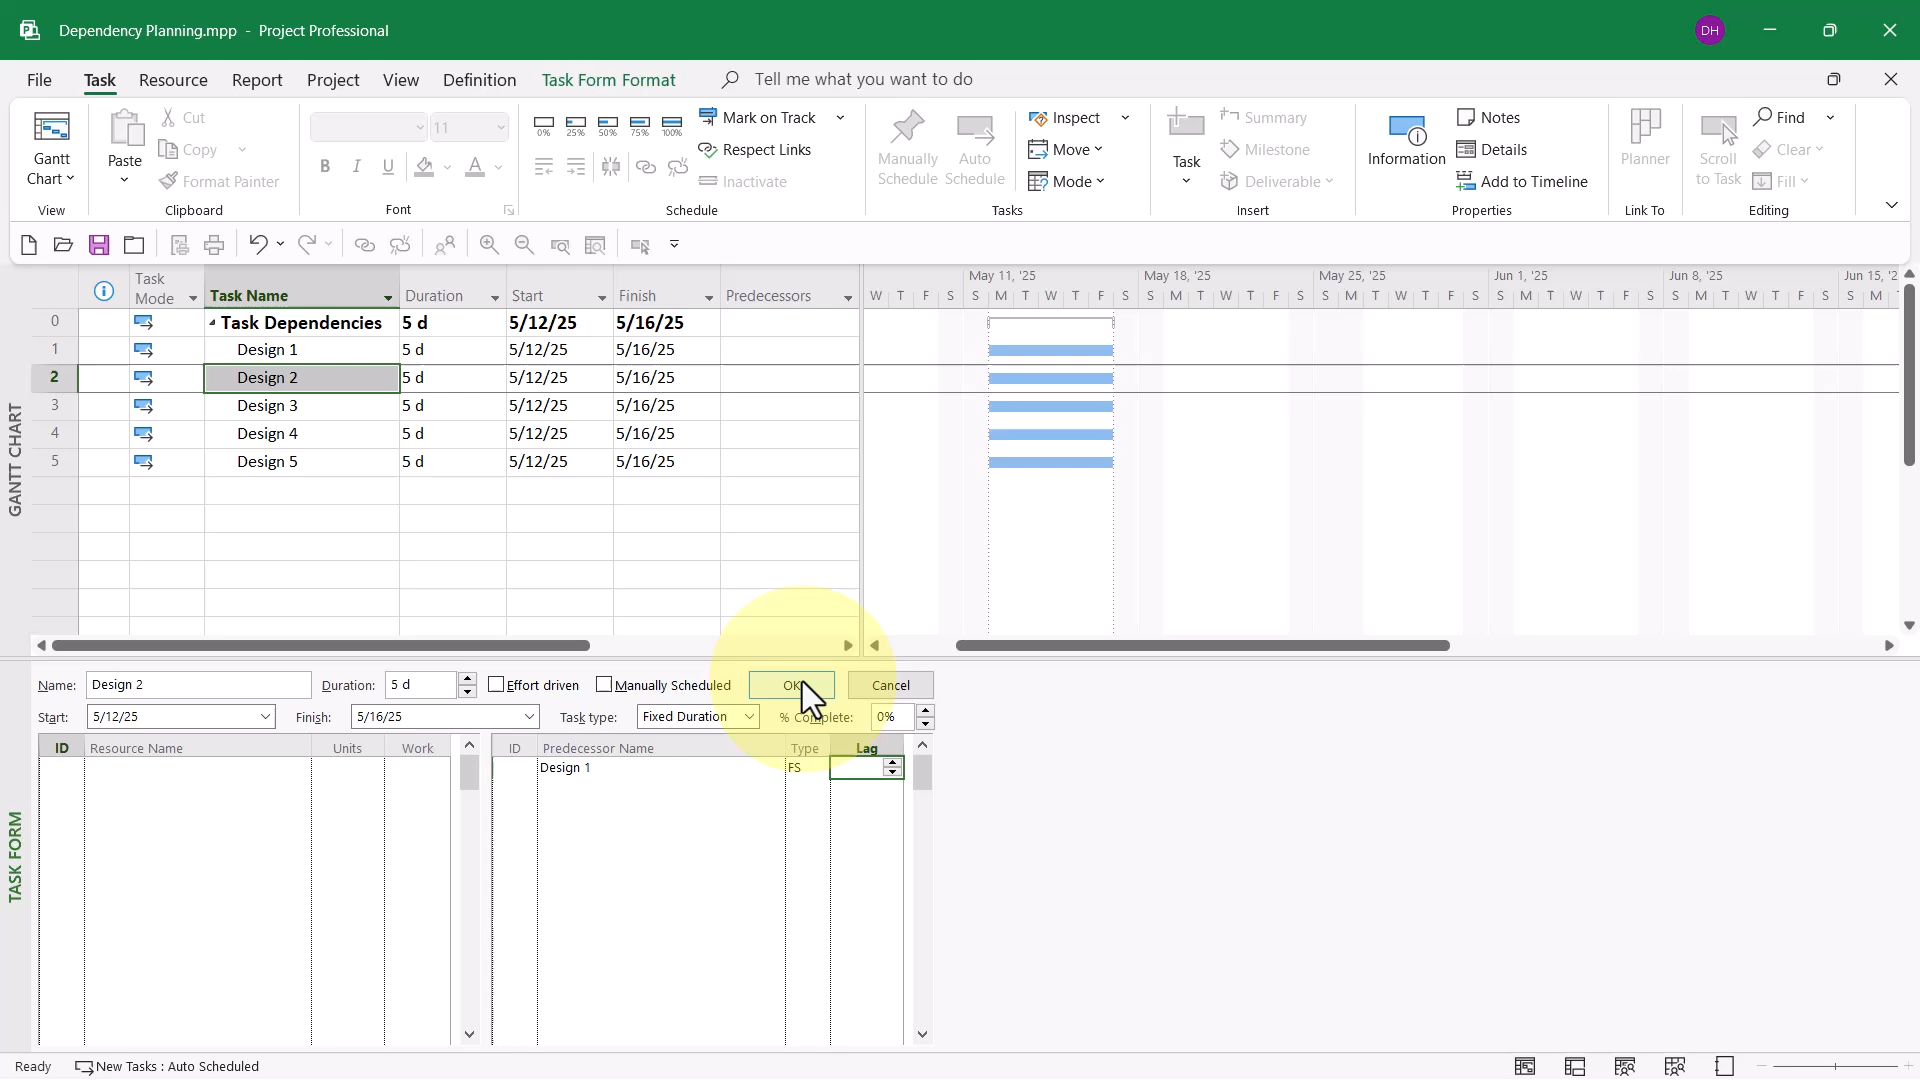 Dependency Planning.mpp - Project Professional
DH
File Task Resource Report Project View Definition Task Form Format Tell me what you want to do
Gantt Chart
View
Paste
Cut
Copy
Format Painter
Clipboard
11
B I U A
Font
0% 25% 50% 75% 100%
Mark on Track
Respect Links
Inactivate
Schedule
Manually Schedule
Auto Schedule
Inspect
Move
Mode
Tasks
Task
Summary
Milestone
Deliverable
Insert
Information
Notes
Details
Add to Timeline
Properties
Planner
Link To
Scroll to Task
Find
Clear
Fill
Editing
Task Mode Task Name Duration Start Finish Predecessors
May 11, '25 May 18, '25 May 25, '25 Jun 1, '25 Jun 8, '25 Jun 15, '2
W T F S S M T W T F S S M T W T F S S M T W T F S S M T W T F S S M T W T F S S M
0 Task Dependencies 5 d 5/12/25 5/16/25
1 Design 1 5 d 5/12/25 5/16/25
2 Design 2 5 d 5/12/25 5/16/25
3 Design 3 5 d 5/12/25 5/16/25
4 Design 4 5 d 5/12/25 5/16/25
5 Design 5 5 d 5/12/25 5/16/25
GANTT CHART
Name: Design 2 Duration: 5 d Effort driven Manually Scheduled OK Cancel
Start: 5/12/25 Finish: 5/16/25 Task type: Fixed Duration % Complete: 0%
ID Resource Name Units Work
ID Predecessor Name Type Lag
Design 1 FS
TASK FORM
Ready New Tasks : Auto Scheduled